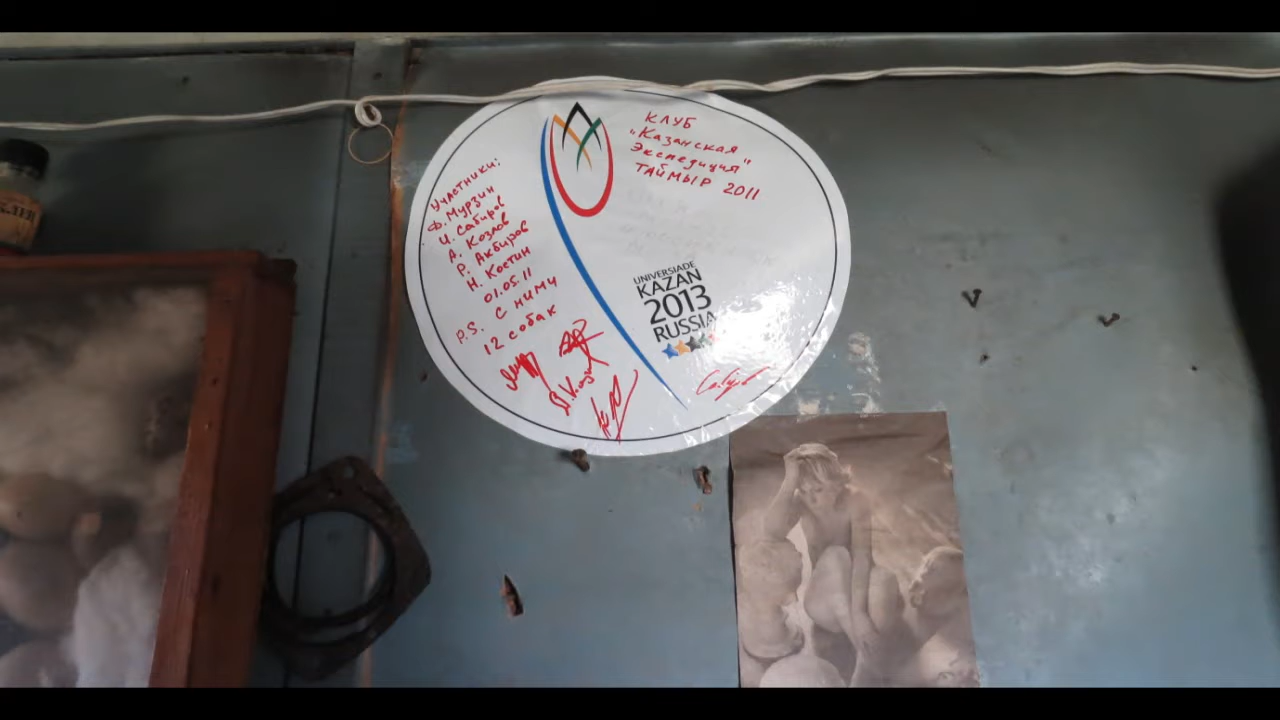 КЛУБ
"Казанская
Экспедиция"
ТАЙМЫР 2011
Участники:
Ф. Мурзин
Ч. Сабиров
А. Козлов
Р. Акбиров
Н. Костин
01.05.11
P.S. С НИМИ
12 собак
UNIVERSIADE
KAZAN
2013
RUSSIA